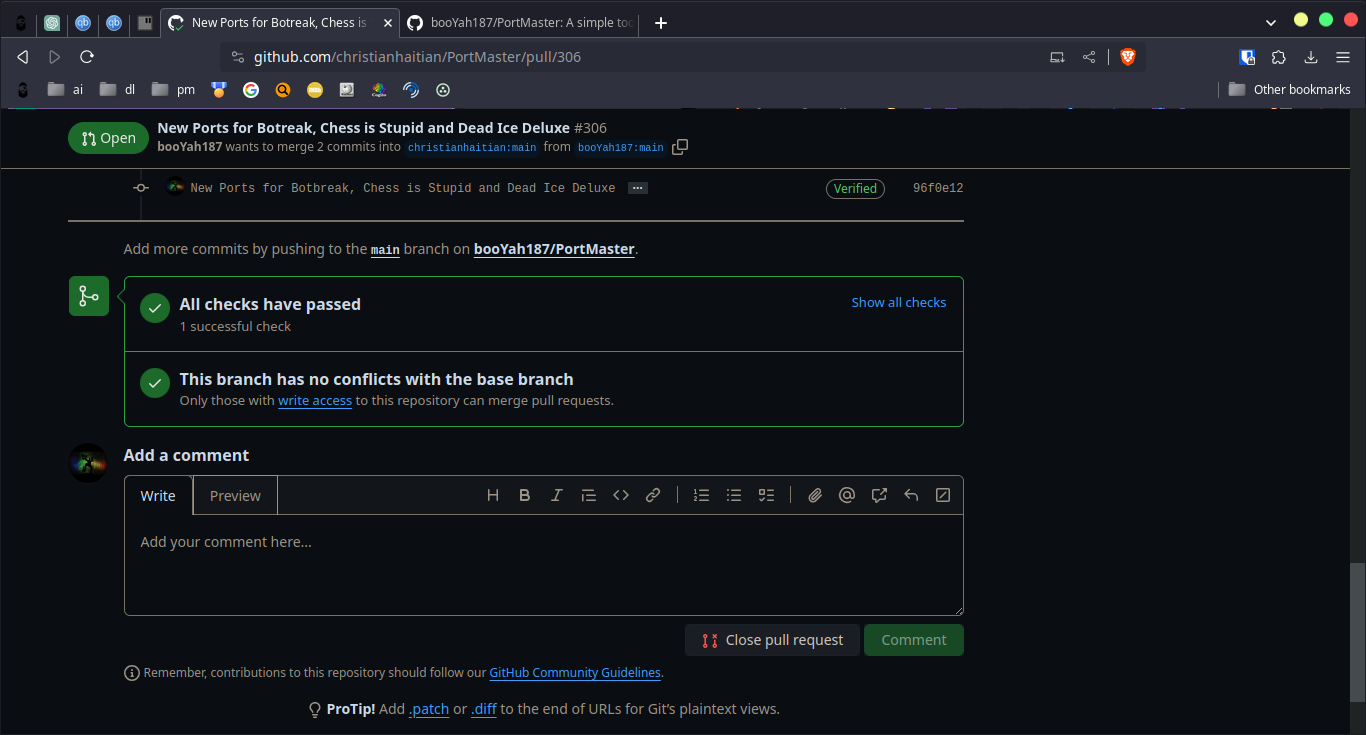 New Ports for Botreak, Chess is
booYah187/PortMaster: A simple too
github.com/christianhaitian/PortMaster/pull/306
ai
dl
pm
Other bookmarks
Open
New Ports for Botreak, Chess is Stupid and Dead Ice Deluxe #306
booYah187 wants to merge 2 commits into christianhaitian:main from booYah187:main
New Ports for Botbreak, Chess is Stupid and Dead Ice Deluxe
Verified
96f0e12
Add more commits by pushing to the main branch on booYah187/PortMaster.
All checks have passed
Show all checks
1 successful check
This branch has no conflicts with the base branch
Only those with write access to this repository can merge pull requests.
Add a comment
Write
Preview
Add your comment here...
Close pull request
Comment
Remember, contributions to this repository should follow our GitHub Community Guidelines.
ProTip! Add .patch or .diff to the end of URLs for Git's plaintext views.